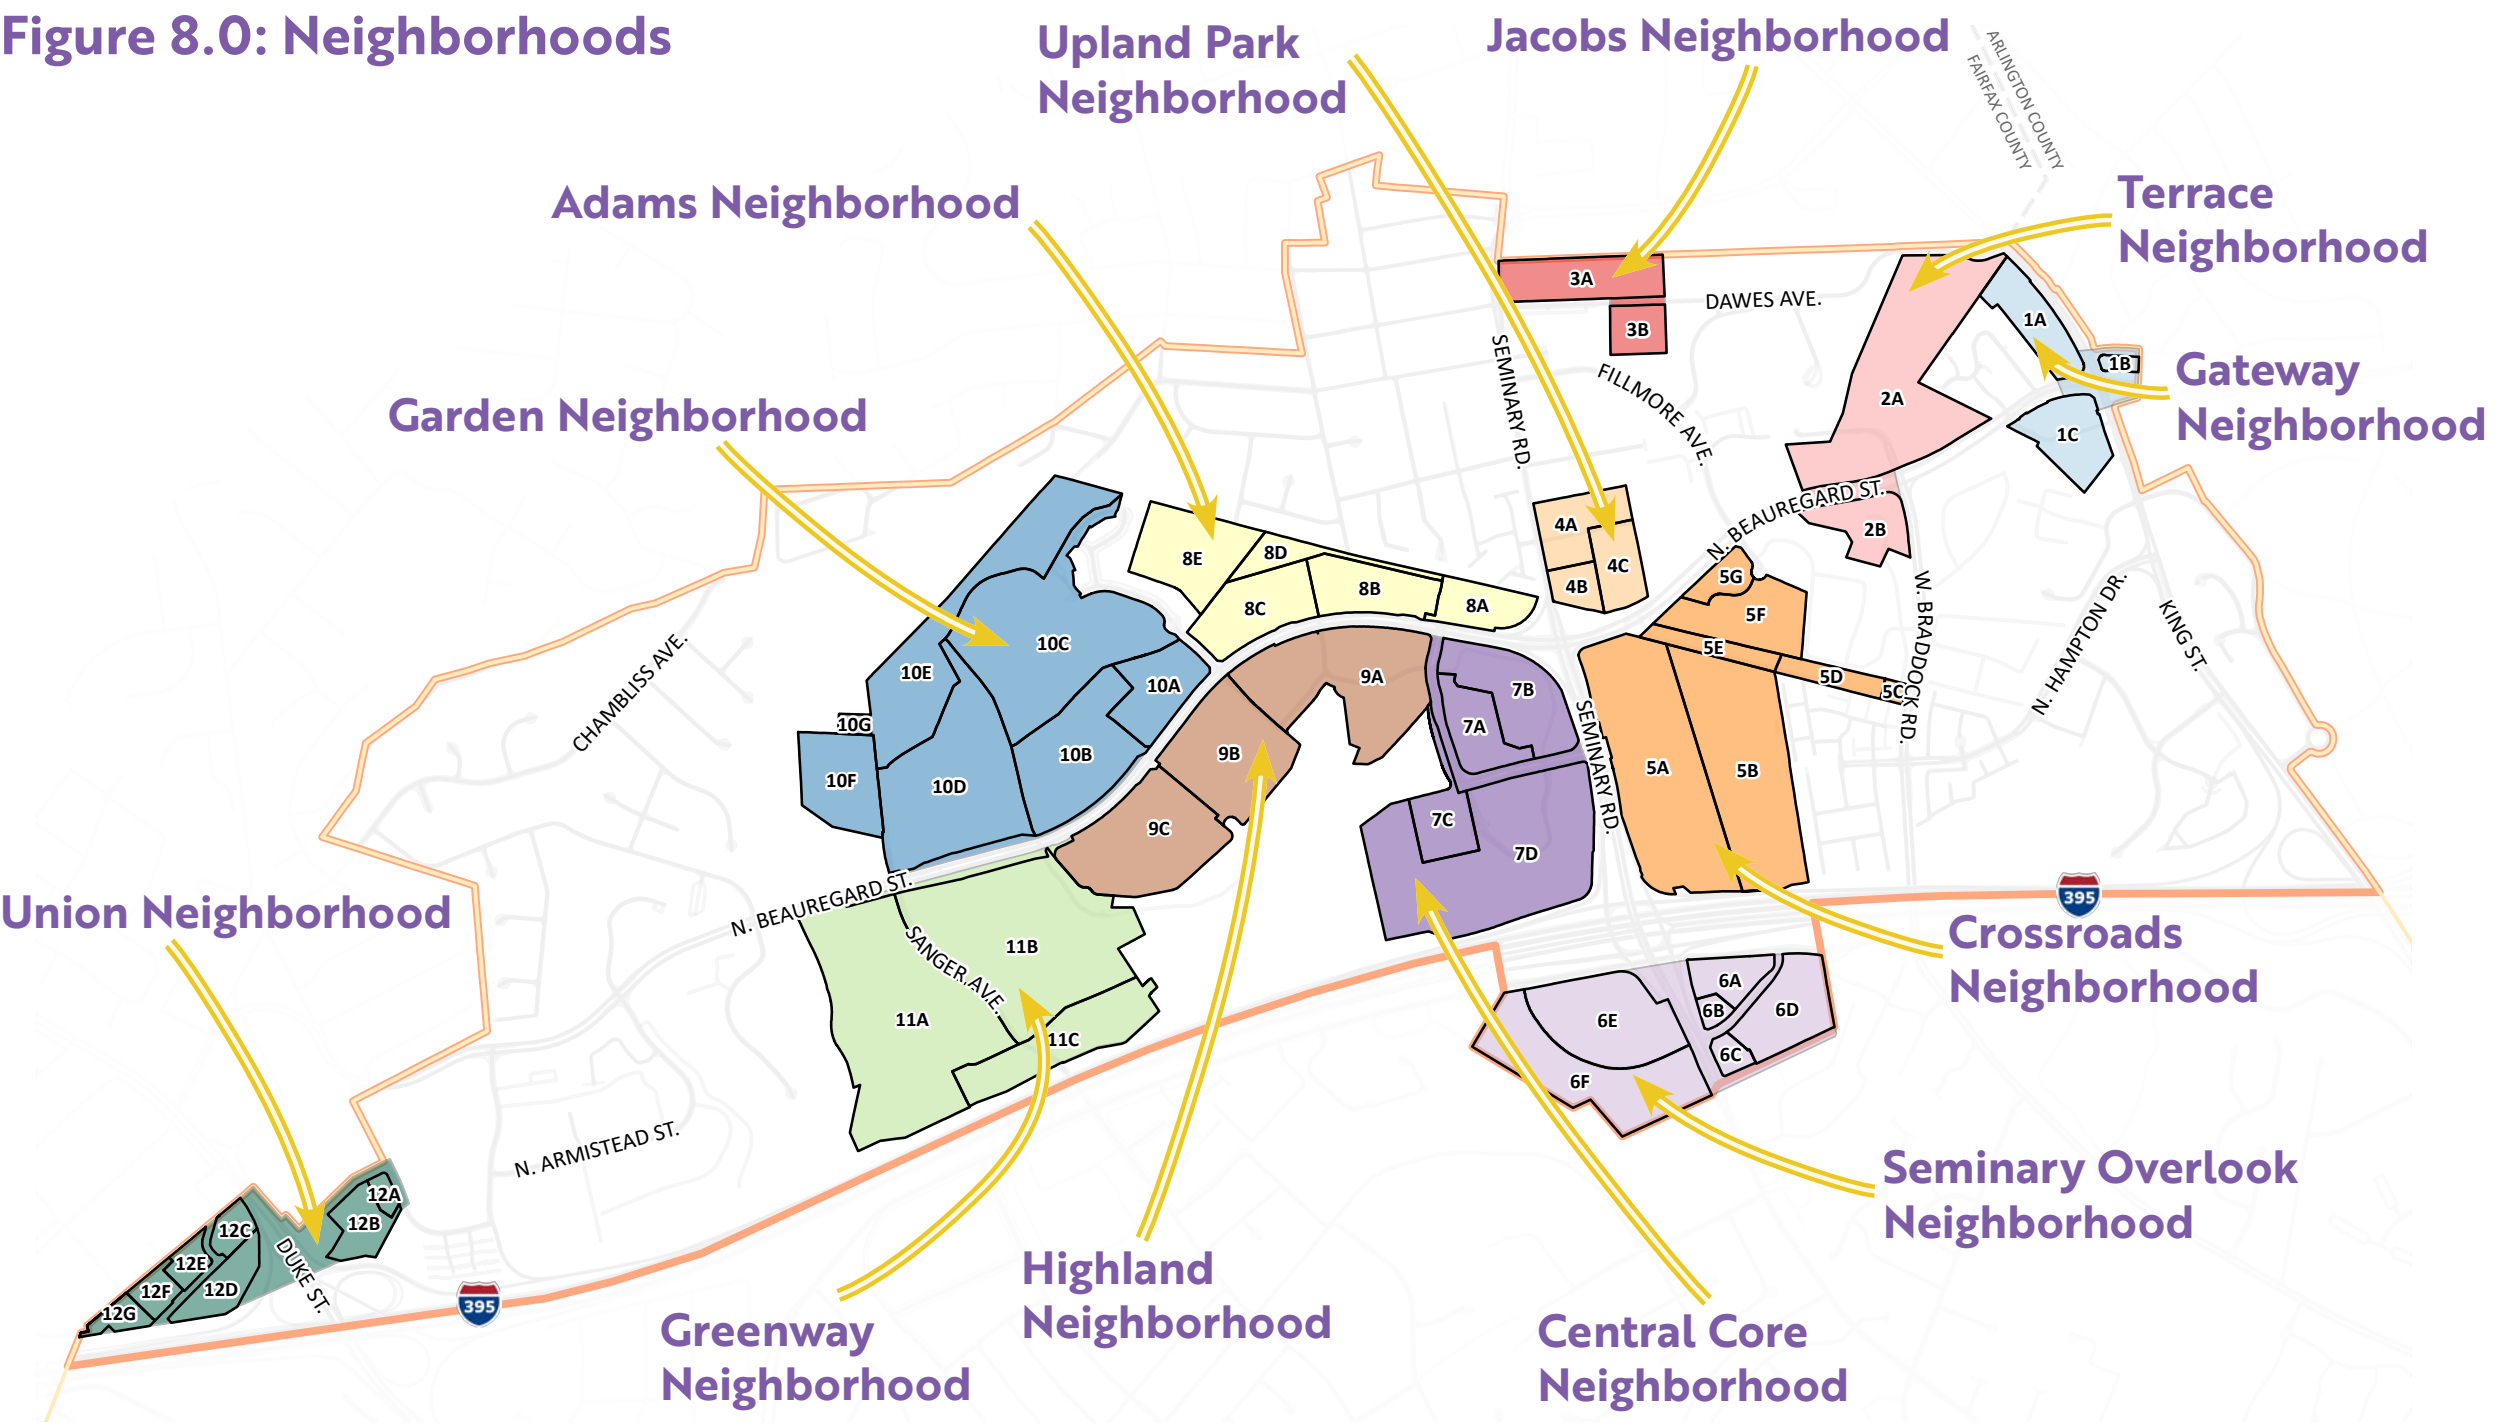 Figure 8.0: Neighborhoods
Upland Park
Neighborhood
Jacobs Neighborhood
ARLINGTON COUNTY
FAIRFAX COUNTY
Adams Neighborhood
Terrace
Neighborhood
Garden Neighborhood
Gateway
Neighborhood
3A
3B
DAWES AVE.
SEMINARY RD.
FILLMORE AVE.
1A
1B
1C
2A
2B
N. BEAUREGARD ST.
4A
4B
4C
8E
8D
8C
8B
8A
5G
5F
5E
5D
5C
5A
5B
W. BRADDOCK RD.
N. HAMPTON DR.
KING ST.
CHAMBLISS AVE.
10C
10E
10A
10G
10B
10F
10D
9A
9B
9C
7B
7A
7C
7D
SEMINARY RD.
395
Union Neighborhood
N. BEAUREGARD ST.
SANGER AVE.
11B
11A
11C
Crossroads
Neighborhood
6A
6B
6D
6E
6C
6F
N. ARMISTEAD ST.
Seminary Overlook
Neighborhood
12A
12B
12C
12E
12D
12F
12G
DUKE ST.
395
Highland
Neighborhood
Greenway
Neighborhood
Central Core
Neighborhood